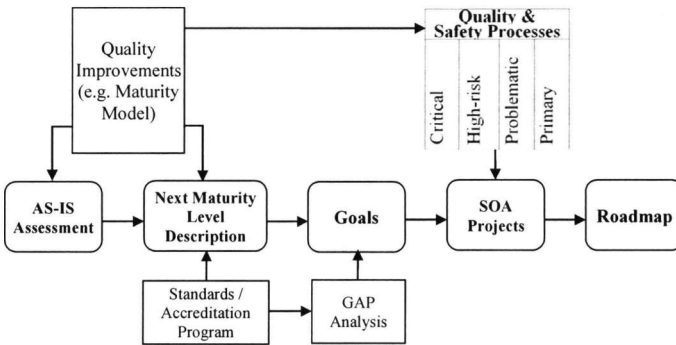 Quality
Improvements
(e.g. Maturity
Model)
Quality &
Safety Processes
Critical
High-risk
Problematic
Primary
AS-IS
Assessment
Next Maturity
Level
Description
Goals
SOA
Projects
Roadmap
Standards /
Accreditation
Program
GAP
Analysis